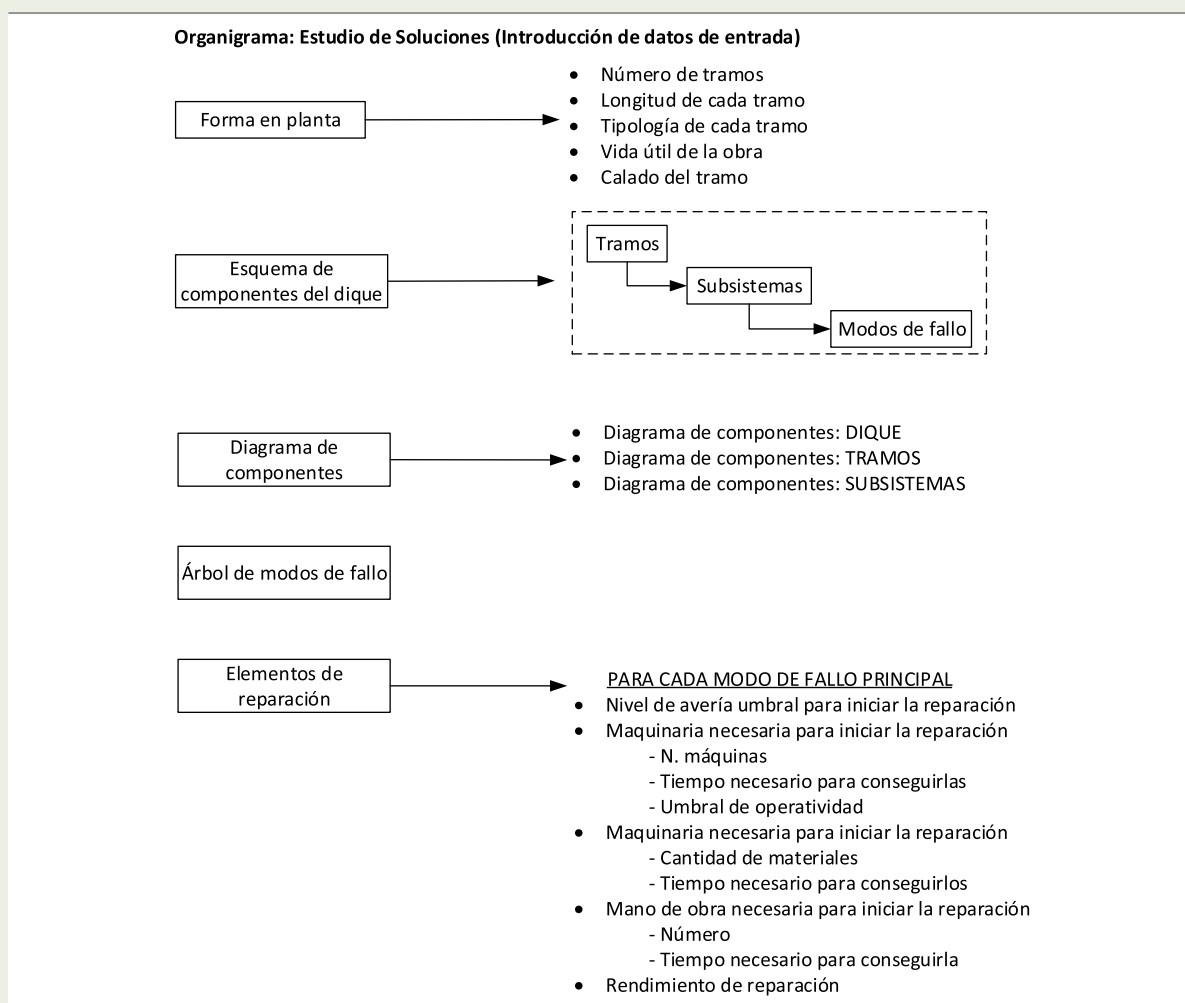 Organigrama: Estudio de Soluciones (Introducción de datos de entrada)
Forma en planta
• Número de tramos
• Longitud de cada tramo
• Tipología de cada tramo
• Vida útil de la obra
• Calado del tramo
Esquema de
componentes del dique
Tramos
Subsistemas
Modos de fallo
Diagrama de
componentes
• Diagrama de componentes: DIQUE
• Diagrama de componentes: TRAMOS
• Diagrama de componentes: SUBSISTEMAS
Árbol de modos de fallo
Elementos de
reparación
PARA CADA MODO DE FALLO PRINCIPAL
• Nivel de avería umbral para iniciar la reparación
• Maquinaria necesaria para iniciar la reparación
- N. máquinas
- Tiempo necesario para conseguirlas
- Umbral de operatividad
• Maquinaria necesaria para iniciar la reparación
- Cantidad de materiales
- Tiempo necesario para conseguirlos
• Mano de obra necesaria para iniciar la reparación
- Número
- Tiempo necesario para conseguirla
• Rendimiento de reparación